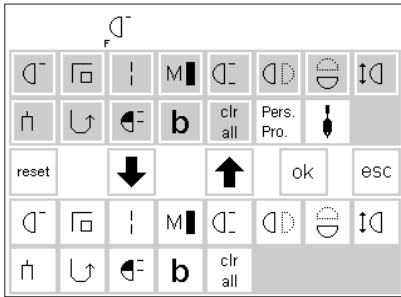 F
M
b clr all Pers. Pro.
reset ok esc
M
b clr all